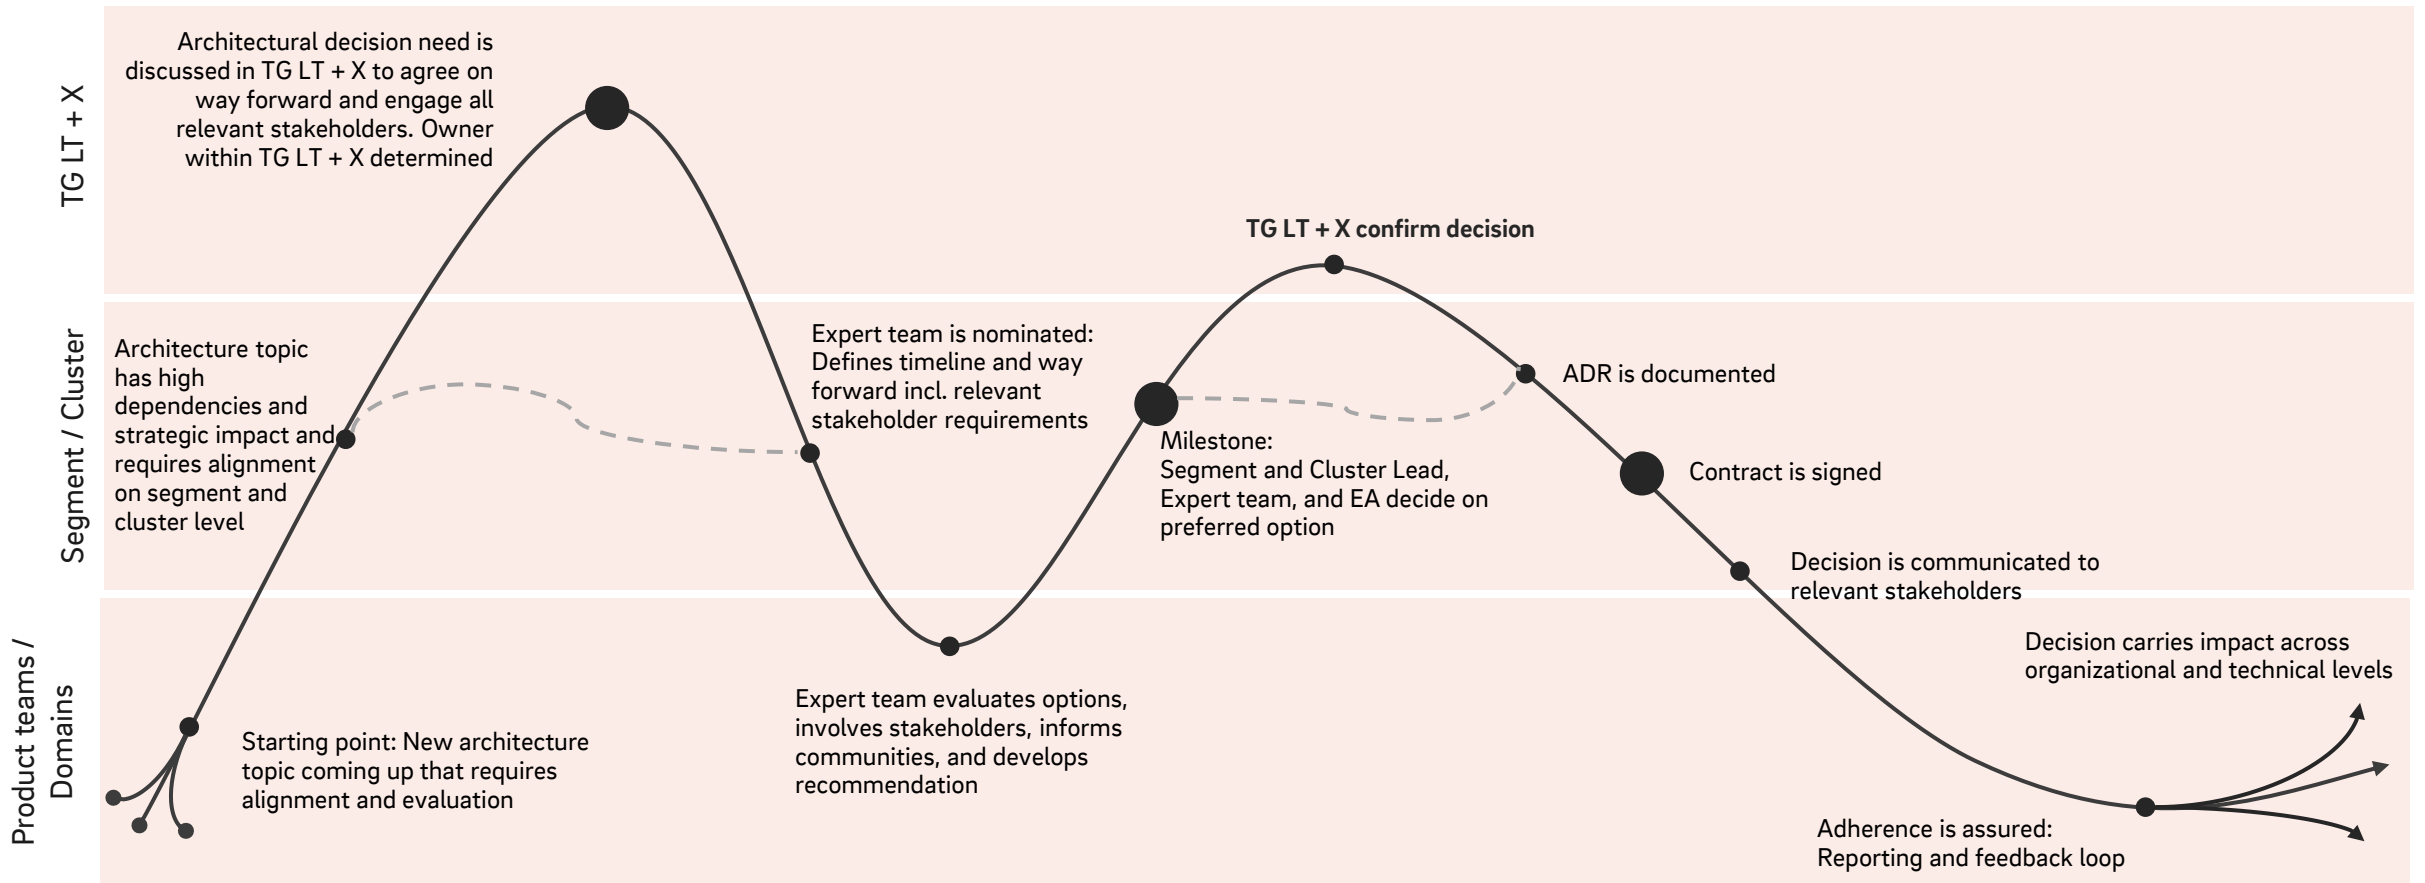 TG LT + X
Architectural decision need is
discussed in TG LT + X to agree on
way forward and engage all
relevant stakeholders. Owner
within TG LT + X determined
TG LT + X confirm decision
Segment / Cluster
Architecture topic
has high
dependencies and
strategic impact and
requires alignment
on segment and
cluster level
Expert team is nominated:
Defines timeline and way
forward incl. relevant
stakeholder requirements
Milestone:
Segment and Cluster Lead,
Expert team, and EA decide on
preferred option
ADR is documented
Contract is signed
Decision is communicated to
relevant stakeholders
Product teams /
Domains
Starting point: New architecture
topic coming up that requires
alignment and evaluation
Expert team evaluates options,
involves stakeholders, informs
communities, and develops
recommendation
Decision carries impact across
organizational and technical levels
Adherence is assured:
Reporting and feedback loop